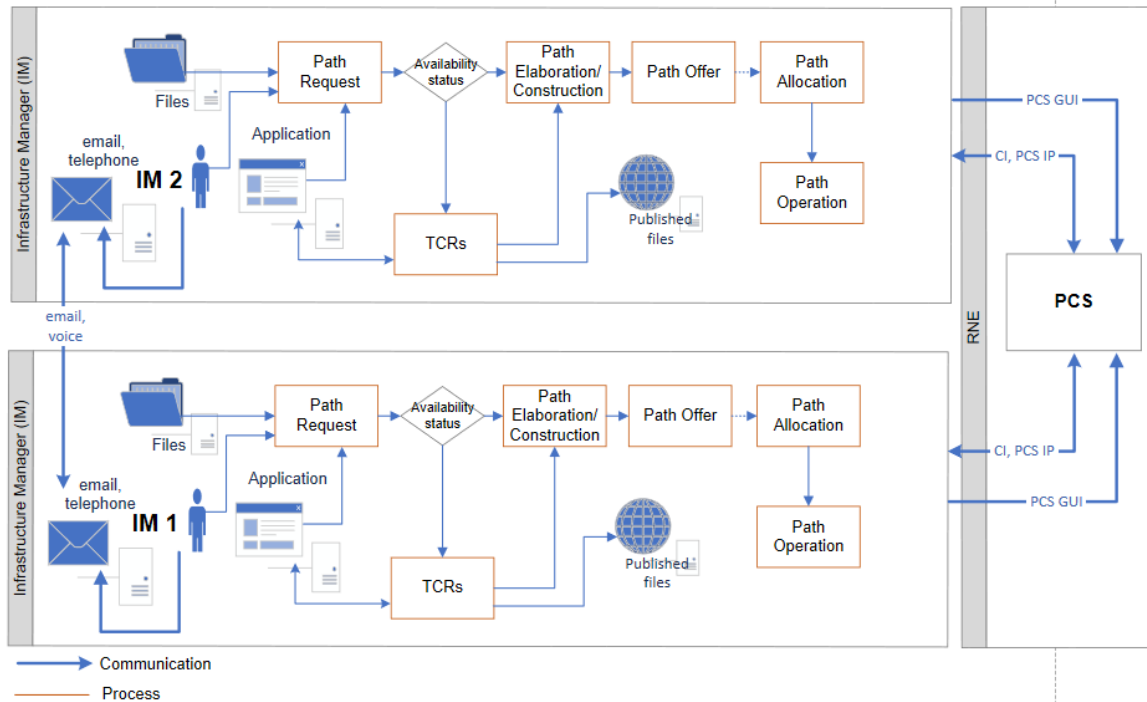 Infrastructure Manager (IM)
Files
email,
telephone
IM 2
Application
Path
Request
Availability
status
Path
Elaboration/
Construction
Path Offer
Path
Allocation
Path
Operation
TCRs
Published
files
email,
voice
Infrastructure Manager (IM)
Files
email,
telephone
IM 1
Application
Path
Request
Availability
status
Path
Elaboration/
Construction
Path Offer
Path
Allocation
Path
Operation
TCRs
Published
files
RNE
PCS GUI
CI, PCS IP
PCS
CI, PCS IP
PCS GUI
Communication
Process